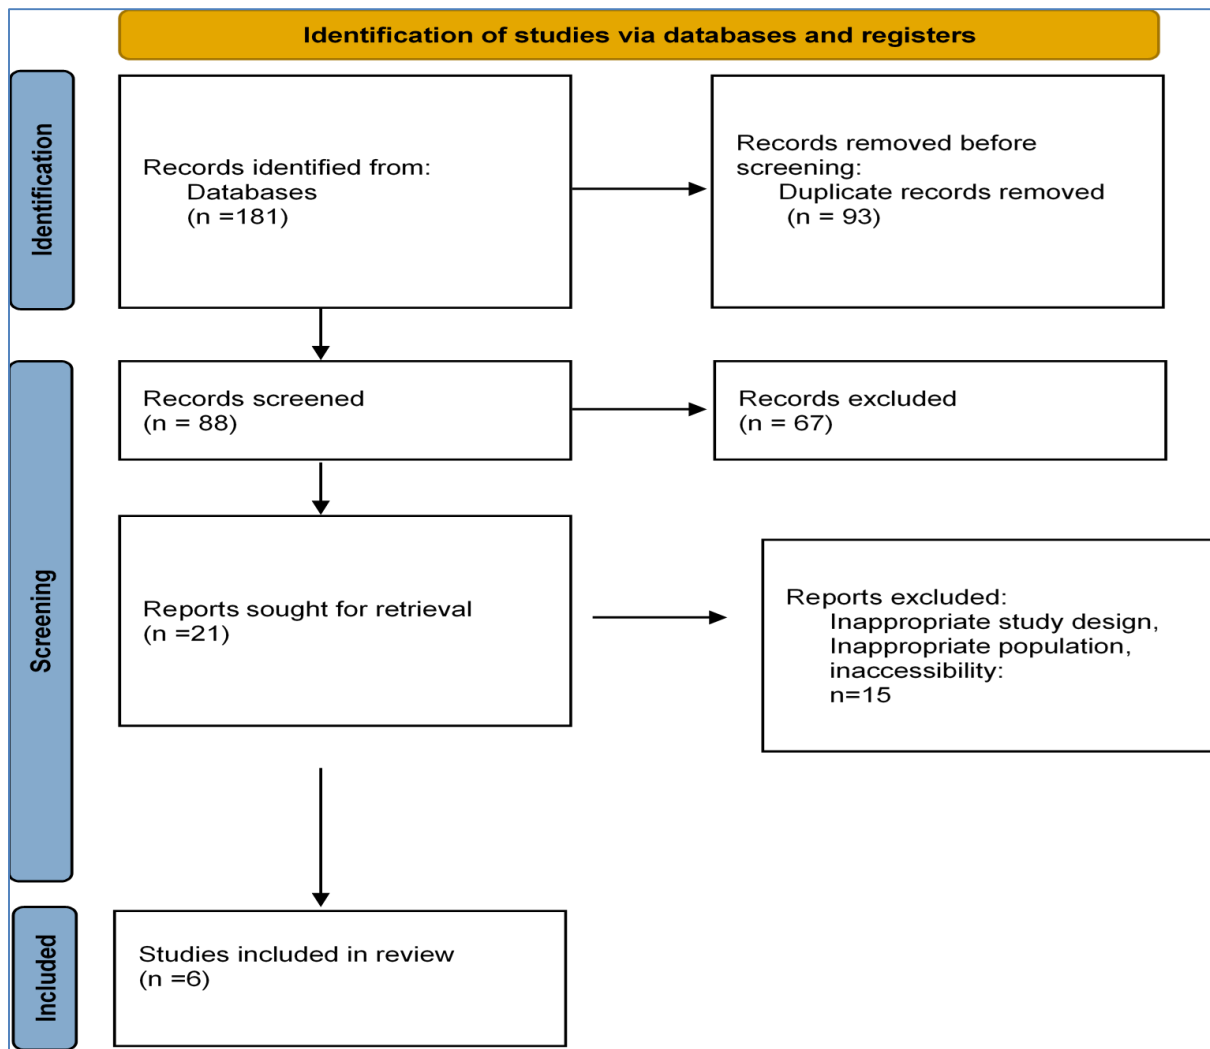 Identification of studies via databases and registers
Identification
Records identified from:
Databases
(n =181)
Records removed before
screening:
Duplicate records removed
(n = 93)
Screening
Records screened
(n = 88)
Records excluded
(n = 67)
Reports sought for retrieval
(n =21)
Reports excluded:
Inappropriate study design,
Inappropriate population,
inaccessibility:
n=15
Included
Studies included in review
(n =6)